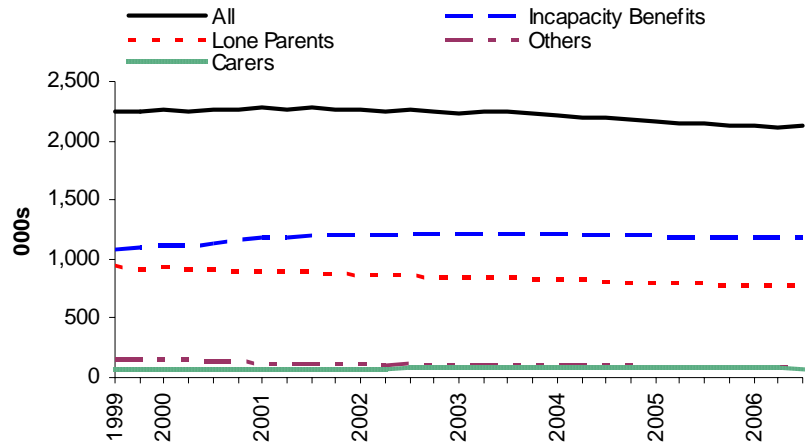 All
Incapacity Benefits
Lone Parents
Others
Carers
2,500
2,000
1,500
1,000
500
0
000s
1999
2000
2001
2002
2003
2004
2005
2006